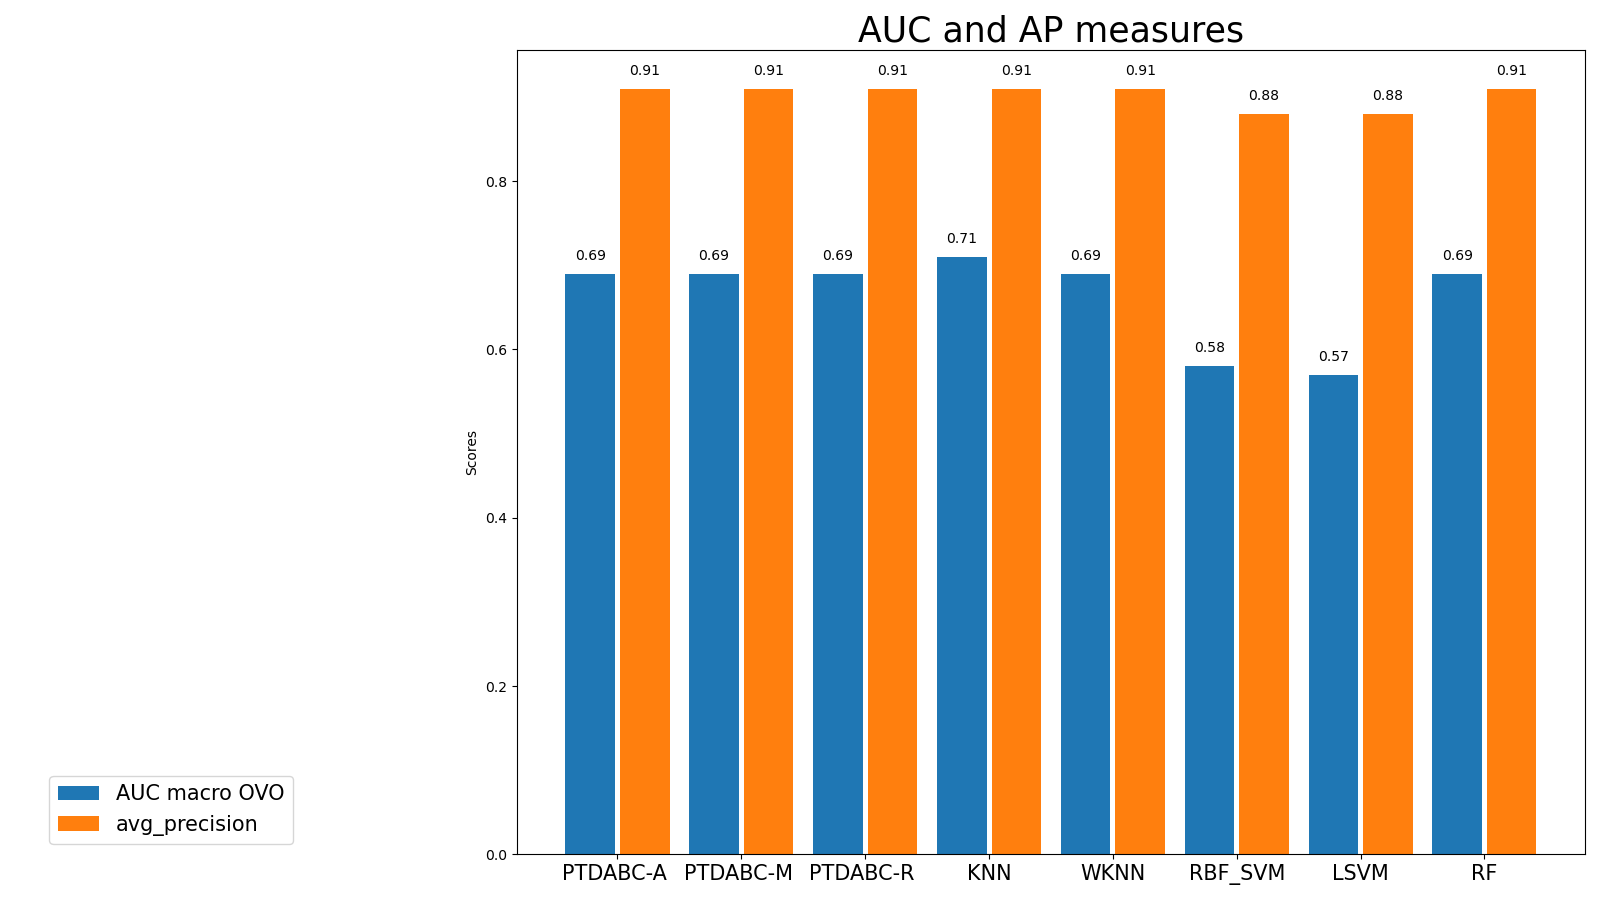 AUC and AP measures
0.91 0.91 0.91 0.91 0.91 0.88 0.88 0.91
0.69 0.69 0.69 0.71 0.69 0.58 0.57 0.69
Scores
0.8
0.6
0.4
0.2
0.0
PTDABC-A PTDABC-M PTDABC-R KNN WKNN RBF_SVM LSVM RF
AUC macro OVO
avg_precision